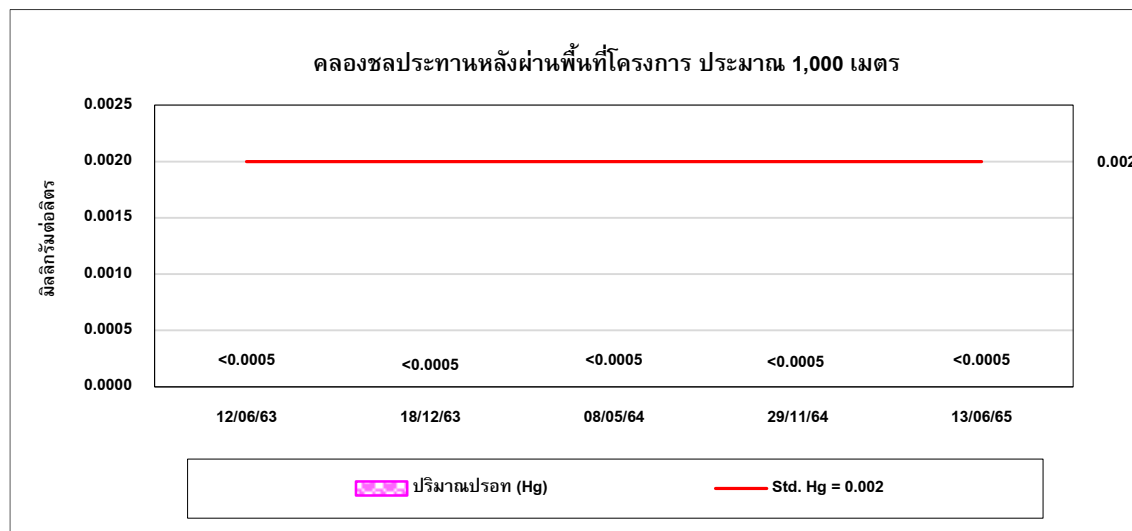 คลองชลประทานหลังผ่านพื้นที่โครงการ ประมาณ 1,000 เมตร
มิลลิกรัมต่อลิตร
0.0025
0.0020
0.002
0.0015
0.0010
0.0005
<0.0005 <0.0005 <0.0005 <0.0005 <0.0005
0.0000
12/06/63 18/12/63 08/05/64 29/11/64 13/06/65
ปริมาณปรอท (Hg) Std. Hg = 0.002